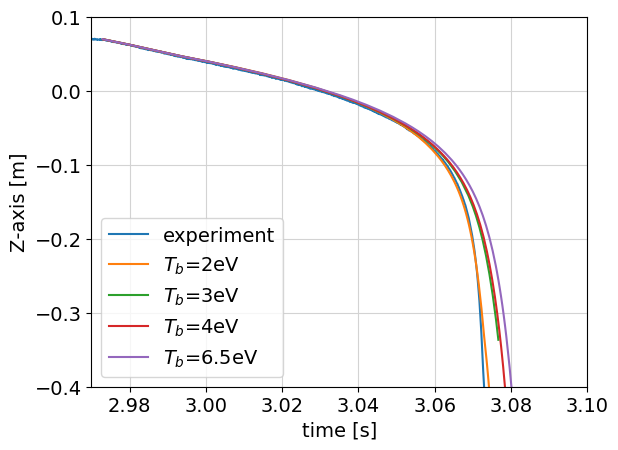 0.1
0.0
−0.1
−0.2
−0.3
−0.4
Z-axis [m]
experiment
T_b=2eV
T_b=3eV
T_b=4eV
T_b=6.5eV
2.98 3.00 3.02 3.04 3.06 3.08 3.10
time [s]